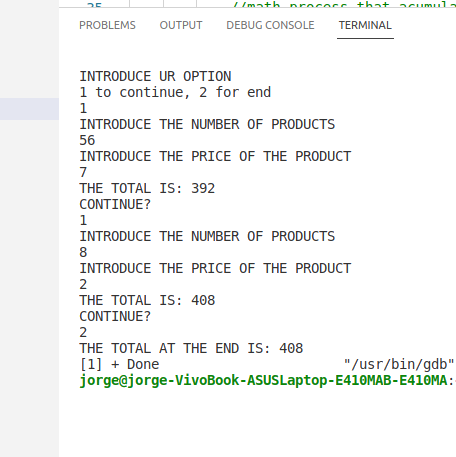 35 //math process that acumula
PROBLEMS OUTPUT DEBUG CONSOLE TERMINAL
INTRODUCE UR OPTION
1 to continue, 2 for end
1
INTRODUCE THE NUMBER OF PRODUCTS
56
INTRODUCE THE PRICE OF THE PRODUCT
7
THE TOTAL IS: 392
CONTINUE?
1
INTRODUCE THE NUMBER OF PRODUCTS
8
INTRODUCE THE PRICE OF THE PRODUCT
2
THE TOTAL IS: 408
CONTINUE?
2
THE TOTAL AT THE END IS: 408
[1] + Done "/usr/bin/gdb"
jorge@jorge-VivoBook-ASUSLaptop-E410MAB-E410MA: